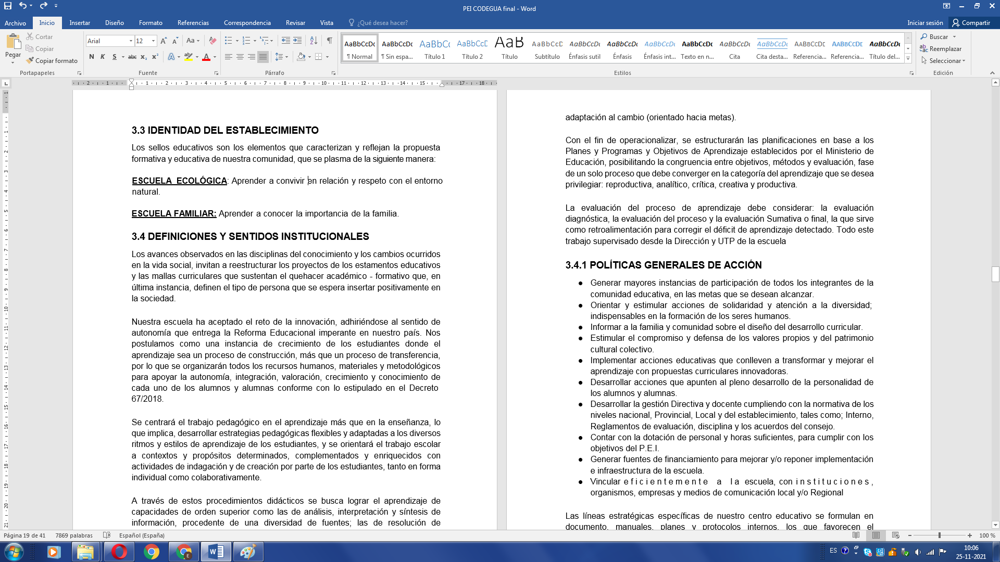 PEI CODEGUA final - Word
Archivo Inicio Insertar Diseño Formato Referencias Correspondencia Revisar Vista ¿Qué desea hacer? Iniciar sesión Compartir
Pegar
Cortar
Copiar
Copiar formato
Portapapeles
Arial 12
N K S abc x₂ x²
Fuente
Párrafo
AaBbCcDc AaBbCcDc AaBbCcD AaBbCcD AaB AaBbCcD AaBbCcDc AaBbCcDc AaBbCcDc AaBbCcDc AaBbCcDc AaBbCcDc AABBCCDD AABBCCDD AaBbCcDc
¶ Normal ¶ Sin espa... Título 1 Título 2 Título Subtítulo Énfasis sutil Énfasis Énfasis int... Texto en n... Cita Cita desta... Referencia... Referencia... Título del...
Estilos
Buscar
Reemplazar
Seleccionar
Edición
3.3 IDENTIDAD DEL ESTABLECIMIENTO
Los sellos educativos son los elementos que caracterizan y reflejan la propuesta
formativa y educativa de nuestra comunidad, que se plasma de la siguiente manera:
ESCUELA ECOLÓGICA: Aprender a convivir en relación y respeto con el entorno
natural.
ESCUELA FAMILIAR: Aprender a conocer la importancia de la familia.
3.4 DEFINICIONES Y SENTIDOS INSTITUCIONALES
Los avances observados en las disciplinas del conocimiento y los cambios ocurridos
en la vida social, invitan a reestructurar los proyectos de los estamentos educativos
y las mallas curriculares que sustentan el quehacer académico - formativo que, en
última instancia, definen el tipo de persona que se espera insertar positivamente en
la sociedad.
Nuestra escuela ha aceptado el reto de la innovación, adhiriéndose al sentido de
autonomía que entrega la Reforma Educacional imperante en nuestro país. Nos
postulamos como una instancia de crecimiento de los estudiantes donde el
aprendizaje sea un proceso de construcción, más que un proceso de transferencia,
por lo que se organizarán todos los recursos humanos, materiales y metodológicos
para apoyar la autonomía, integración, valoración, crecimiento y conocimiento de
cada uno de los alumnos y alumnas conforme con lo estipulado en el Decreto
67/2018.
Se centrará el trabajo pedagógico en el aprendizaje más que en la enseñanza, lo
que implica, desarrollar estrategias pedagógicas flexibles y adaptadas a los diversos
ritmos y estilos de aprendizaje de los estudiantes, y se orientará el trabajo escolar
a contextos y propósitos determinados, complementados y enriquecidos con
actividades de indagación y de creación por parte de los estudiantes, tanto en forma
individual como colaborativamente.
A través de estos procedimientos didácticos se busca lograr el aprendizaje de
capacidades de orden superior como las de análisis, interpretación y síntesis de
información, procedente de una diversidad de fuentes; las de resolución de
adaptación al cambio (orientado hacia metas).
Con el fin de operacionalizar, se estructurarán las planificaciones en base a los
Planes y Programas y Objetivos de Aprendizaje establecidos por el Ministerio de
Educación, posibilitando la congruencia entre objetivos, métodos y evaluación, fase
de un solo proceso que debe converger en la categoría del aprendizaje que se desea
privilegiar: reproductiva, analítico, crítica, creativa y productiva.
La evaluación del proceso de aprendizaje debe considerar: la evaluación
diagnóstica, la evaluación del proceso y la evaluación Sumativa o final, la que sirve
como retroalimentación para corregir el déficit de aprendizaje detectado. Todo este
trabajo supervisado desde la Dirección y UTP de la escuela
3.4.1 POLÍTICAS GENERALES DE ACCIÓN
● Generar mayores instancias de participación de todos los integrantes de la
comunidad educativa, en las metas que se desean alcanzar.
● Orientar y estimular acciones de solidaridad y atención a la diversidad;
indispensables en la formación de los seres humanos.
● Informar a la familia y comunidad sobre el diseño del desarrollo curricular.
● Estimular el compromiso y defensa de los valores propios y del patrimonio
cultural colectivo.
● Implementar acciones educativas que conlleven a transformar y mejorar el
aprendizaje con propuestas curriculares innovadoras.
● Desarrollar acciones que apunten al pleno desarrollo de la personalidad de
los alumnos y alumnas.
● Desarrollar la gestión Directiva y docente cumpliendo con la normativa de los
niveles nacional, Provincial, Local y del establecimiento, tales como; Interno,
Reglamentos de evaluación, disciplina y los acuerdos del consejo.
● Contar con la dotación de personal y horas suficientes, para cumplir con los
objetivos del P.E.I.
● Generar fuentes de financiamiento para mejorar y/o reponer implementación
e infraestructura de la escuela.
● Vincular eficientemente a la escuela, con instituciones,
organismos, empresas y medios de comunicación local y/o Regional
Las líneas estratégicas específicas de nuestro centro educativo se formulan en
documento, manuales, planes y protocolos internos, los que favorecen el
Página 19 de 41 7869 palabras Español (España) 100 %
ES 10:06
25-11-2021